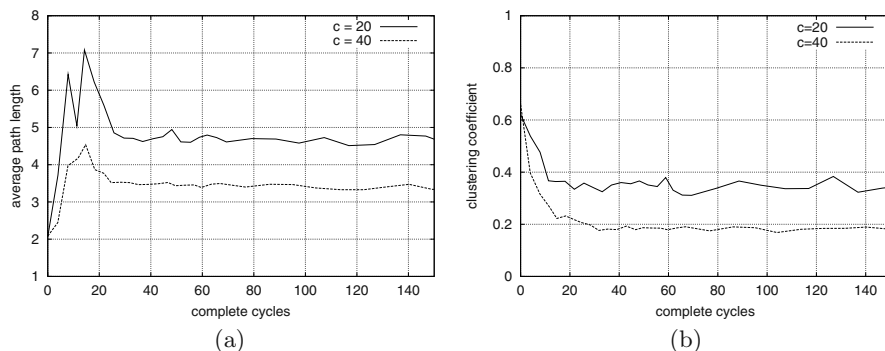 8
7
6
5
4
3
2
1
average path length
c = 20
c = 40
0 20 40 60 80 100 120 140
complete cycles
(a)
1
0.8
0.6
0.4
0.2
0
clustering coefficient
c=20
c=40
0 20 40 60 80 100 120 140
complete cycles
(b)